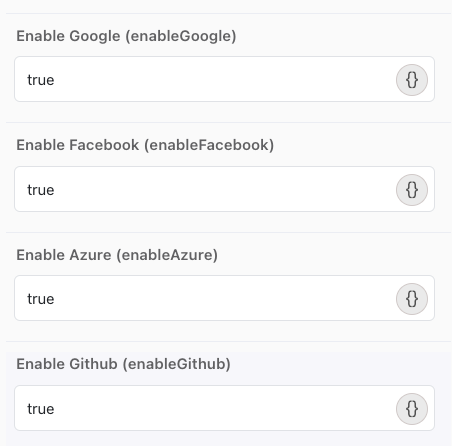 Enable Google (enableGoogle)
true
{}
Enable Facebook (enableFacebook)
true
{}
Enable Azure (enableAzure)
true
{}
Enable Github (enableGithub)
true
{}